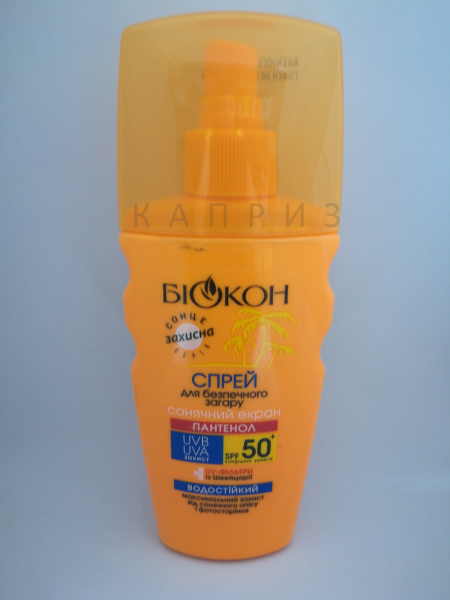 КАПРИЗ
БІОКОН
СОНЦЕ
захисна
СЕРІЯ
СПРЕЙ
для безпечного
загару
СОНЯЧНИЙ ЕКРАН
ПАНТЕНОЛ
UVB
UVA
захист
SPF 50+
UV-ФІЛЬТРИ
із Швейцарії
ВОДОСТІЙКИЙ
максимальний захист
від сонячного опіку
і фотостаріння